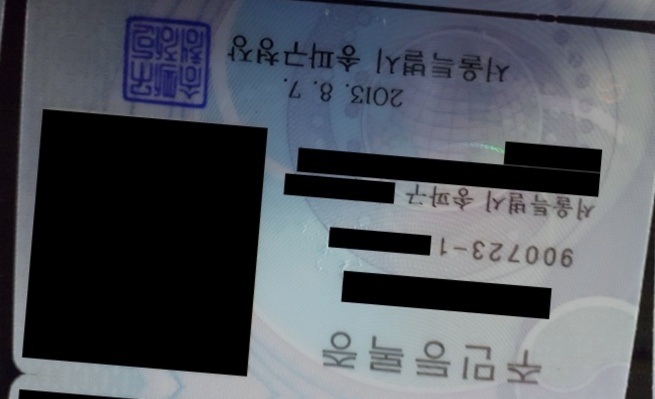 주민등록증
900723-1
서울특별시 송파구
2013. 8. 7.
서울특별시 송파구청장